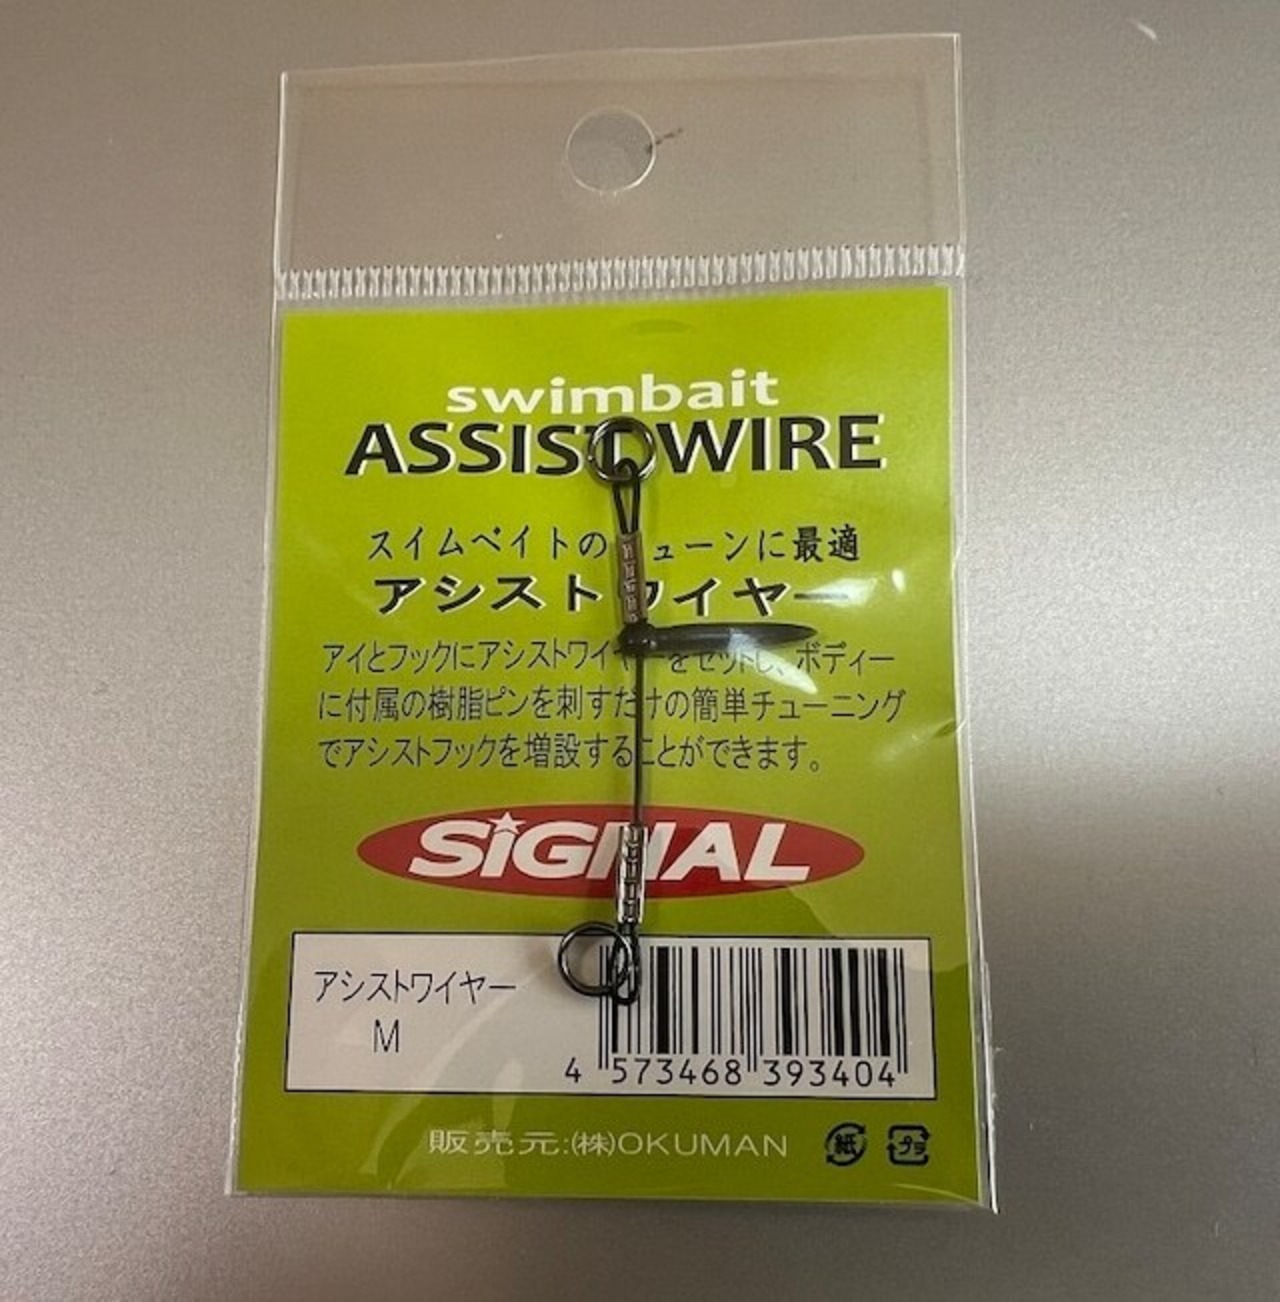 swimbait
ASSIST WIRE
スイムベイトのチューンに最適
アシストワイヤー
アイとフックにアシストワイヤーをセットし、ボディー
に付属の樹脂ピンを刺すだけの簡単チューニング
でアシストフックを増設することができます。
SiGNAL
アシストワイヤー
M
4 573468 393404
販売元:(株)OKUMAN
紙
プラ